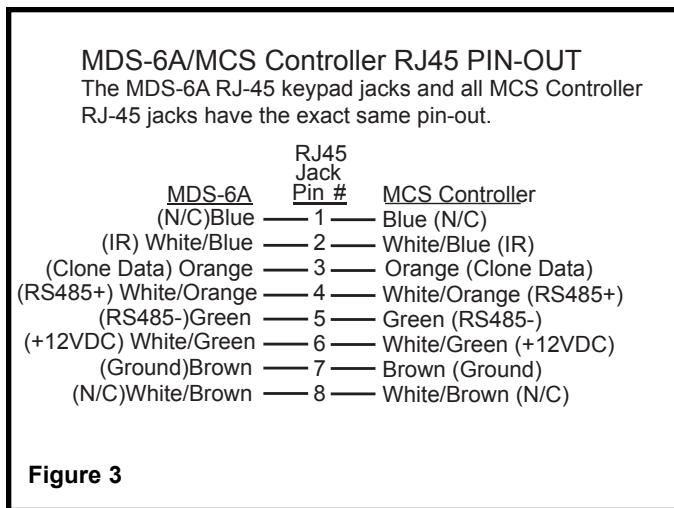 MDS-6A/MCS Controller RJ45 PIN-OUT
The MDS-6A RJ-45 keypad jacks and all MCS Controller
RJ-45 jacks have the exact same pin-out.
RJ45
Jack
MDS-6A Pin # MCS Controller
(N/C)Blue 1 Blue (N/C)
(IR) White/Blue 2 White/Blue (IR)
(Clone Data) Orange 3 Orange (Clone Data)
(RS485+) White/Orange 4 White/Orange (RS485+)
(RS485-)Green 5 Green (RS485-)
(+12VDC) White/Green 6 White/Green (+12VDC)
(Ground)Brown 7 Brown (Ground)
(N/C)White/Brown 8 White/Brown (N/C)
Figure 3